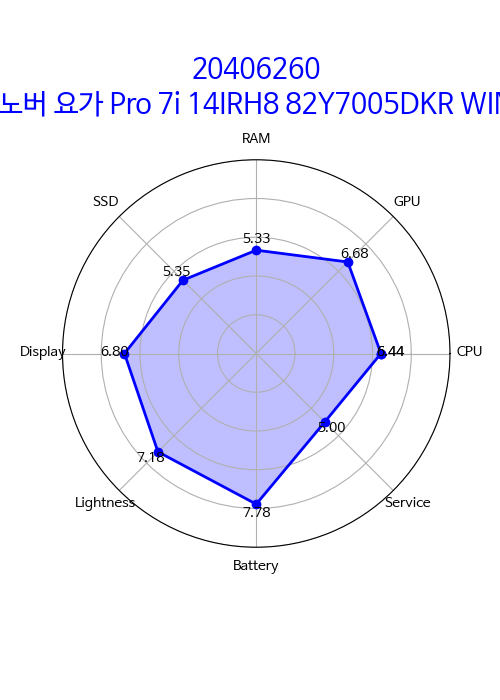 20406260
노버 요가 Pro 7i 14IRH8 82Y7005DKR WIN
RAM
SSD
GPU
5.33
6.68
5.35
Display
6.80
6.44
CPU
5.00
7.18
Lightness
Service
7.78
Battery